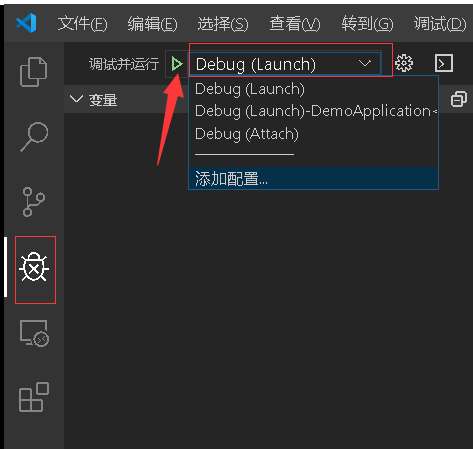 文件(F) 编辑(E) 选择(S) 查看(V) 转到(G) 调试(D)
调试并运行 Debug (Launch)
变量
Debug (Launch)
Debug (Launch)-DemoApplication<
Debug (Attach)
添加配置...